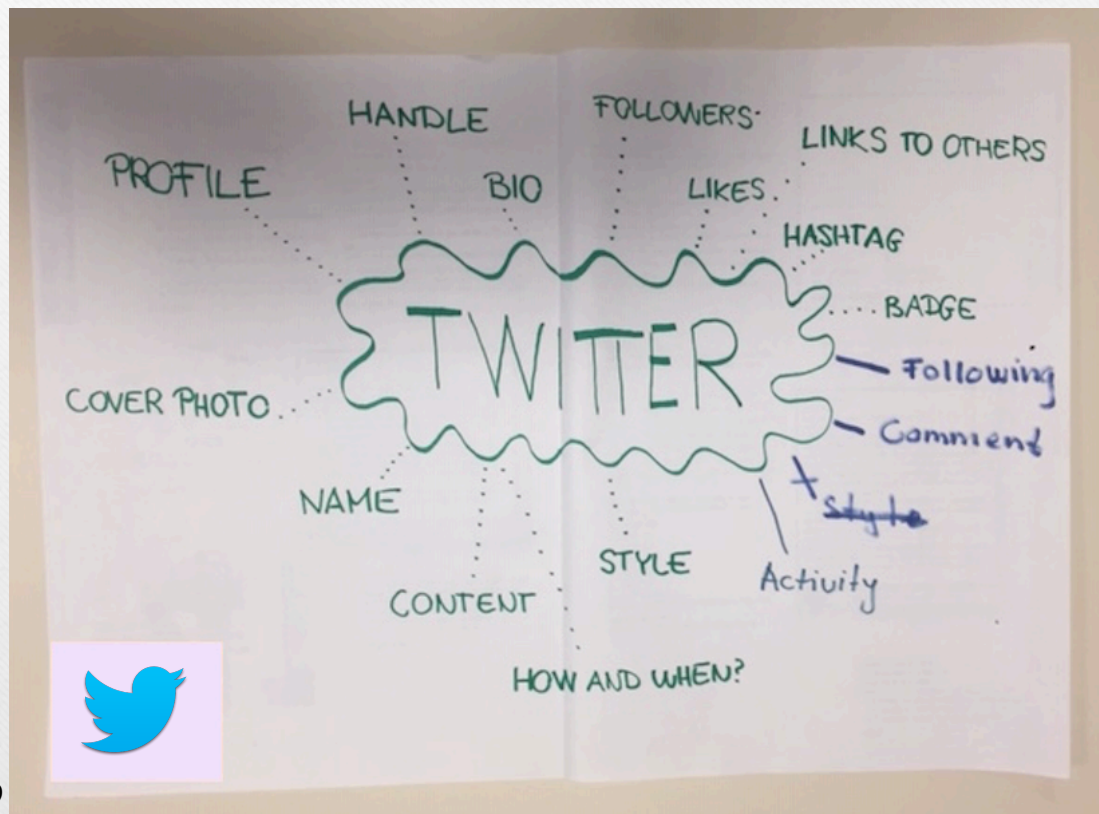 HANDLE
FOLLOWERS
LINKS TO OTHERS
PROFILE
BIO
LIKES
HASHTAG
BADGE
TWITTER
Following
COVER PHOTO
Comment
NAME
Style
STYLE
Activity
CONTENT
HOW AND WHEN?